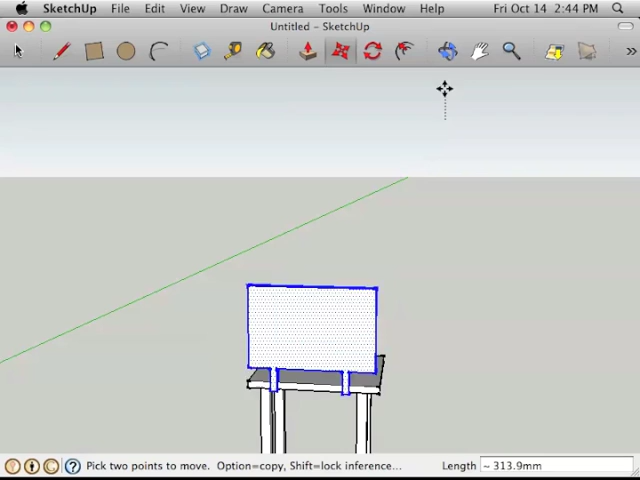 SketchUp File Edit View Draw Camera Tools Window Help Fri Oct 14 2:44 PM
Untitled - SketchUp
Pick two points to move. Option=copy, Shift=lock inference... Length ~ 313.9mm